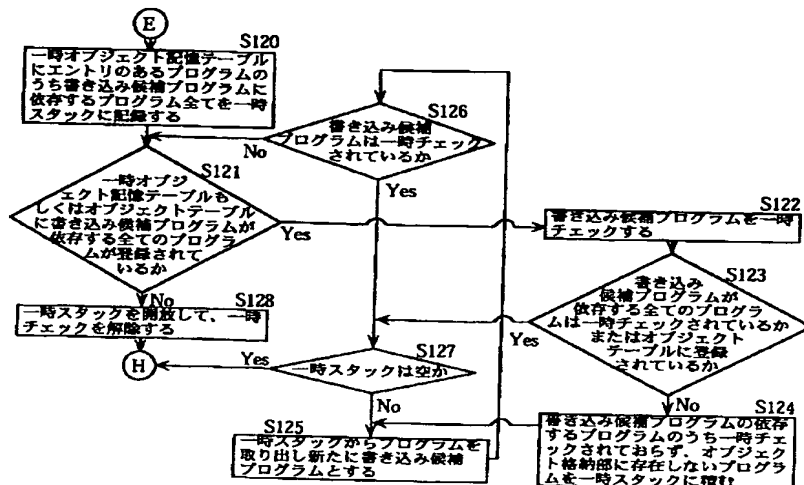 E
S120
一時オブジェクト記憶テーブル
にエントリのあるプログラムの
うち書き込み候補プログラムに
依存するプログラム全てを一時
スタックに記録する
S126
書き込み候補
プログラムは一時チェック
されているか
No
Yes
S121
一時オブジ
ェクト記憶テーブルも
しくはオブジェクトテーブル
に書き込み候補プログラムが
依存する全てのプログラ
ムが登録されて
いるか
Yes
No
S122
書き込み候補プログラムを一時
チェックする
S123
書き込み
候補プログラムが
依存する全てのプログラ
ムは一時チェックされているか
またはオブジェクト
テーブルに登録
されているか
Yes
No
S128
一時スタックを開放して、一時
チェックを解除する
H
S127
一時スタックは空か
Yes
No
S125
一時スタックからプログラムを
取り出し新たに書き込み候補
プログラムとする
S124
書き込み候補プログラムの依存
するプログラムのうち一時チェ
ックされておらず、オブジェク
ト格納部に存在しないプログラ
ムを一時スタックに積む